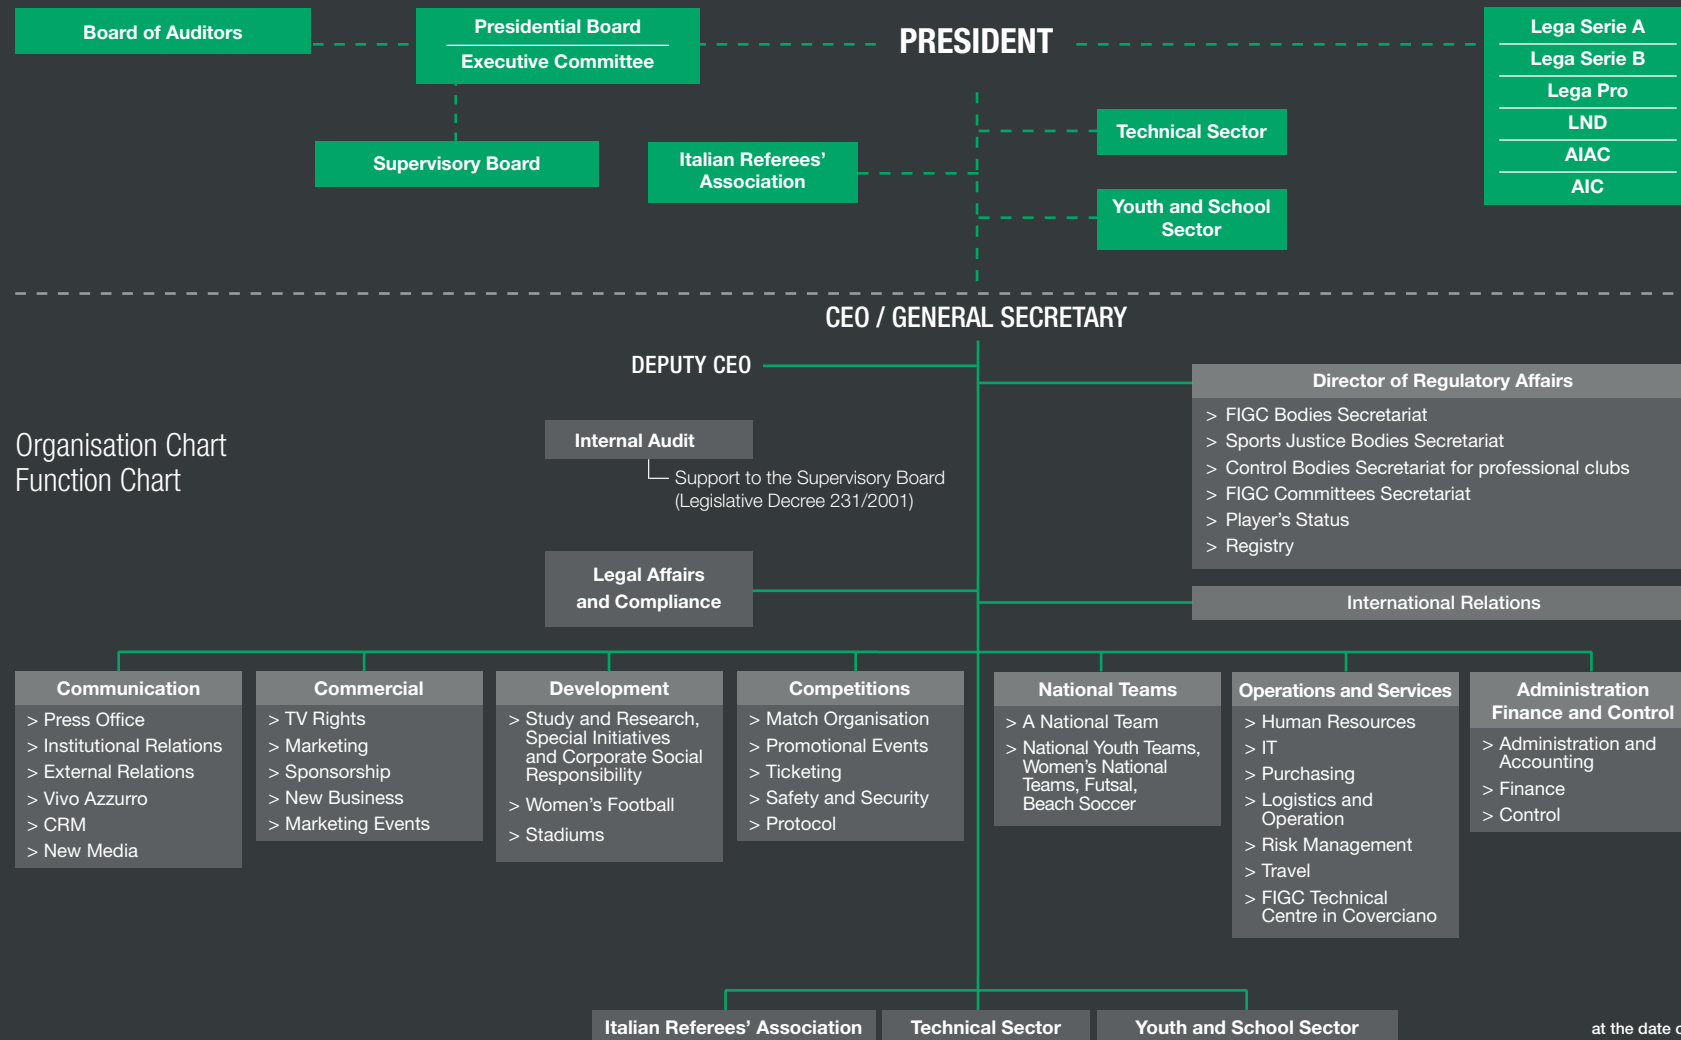 Board of Auditors
Presidential Board
Executive Committee
PRESIDENT
Lega Serie A
Lega Serie B
Lega Pro
LND
AIAC
AIC
Supervisory Board
Italian Referees’
Association
Technical Sector
Youth and School
Sector
CEO / GENERAL SECRETARY
DEPUTY CEO
Organisation Chart
Function Chart
Internal Audit
Support to the Supervisory Board
(Legislative Decree 231/2001)
Legal Affairs
and Compliance
Director of Regulatory Affairs
> FIGC Bodies Secretariat
> Sports Justice Bodies Secretariat
> Control Bodies Secretariat for professional clubs
> FIGC Committees Secretariat
> Player’s Status
> Registry
International Relations
Communication
> Press Office
> Institutional Relations
> External Relations
> Vivo Azzurro
> CRM
> New Media
Commercial
> TV Rights
> Marketing
> Sponsorship
> New Business
> Marketing Events
Development
> Study and Research,
Special Initiatives
and Corporate Social
Responsibility
> Women’s Football
> Stadiums
Competitions
> Match Organisation
> Promotional Events
> Ticketing
> Safety and Security
> Protocol
National Teams
> A National Team
> National Youth Teams,
Women’s National
Teams, Futsal,
Beach Soccer
Operations and Services
> Human Resources
> IT
> Purchasing
> Logistics and
Operation
> Risk Management
> Travel
> FIGC Technical
Centre in Coverciano
Administration
Finance and Control
> Administration and
Accounting
> Finance
> Control
Italian Referees’ Association
Technical Sector
Youth and School Sector
at the date